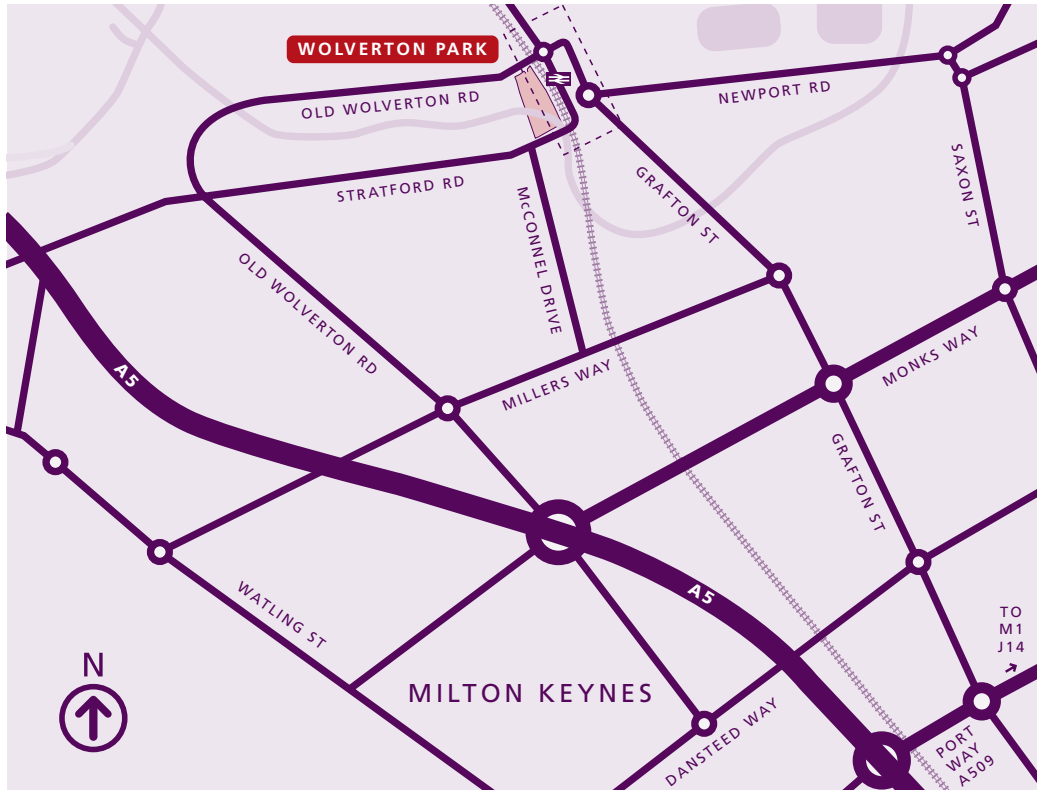 WOLVERTON PARK
OLD WOLVERTON RD
NEWPORT RD
STRATFORD RD
McCONNEL DRIVE
GRAFTON ST
SAXON ST
OLD WOLVERTON RD
A5
MILLERS WAY
MONKS WAY
GRAFTON ST
WATLING ST
A5
TO
M1
J14
N
MILTON KEYNES
DANSTEED WAY
PORT
WAY
A509